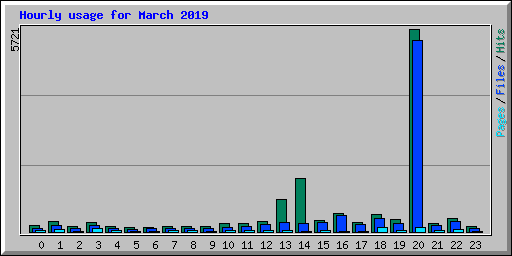 Hourly usage for March 2019
5721
Pages/Files/Hits
0 1 2 3 4 5 6 7 8 9 10 11 12 13 14 15 16 17 18 19 20 21 22 23